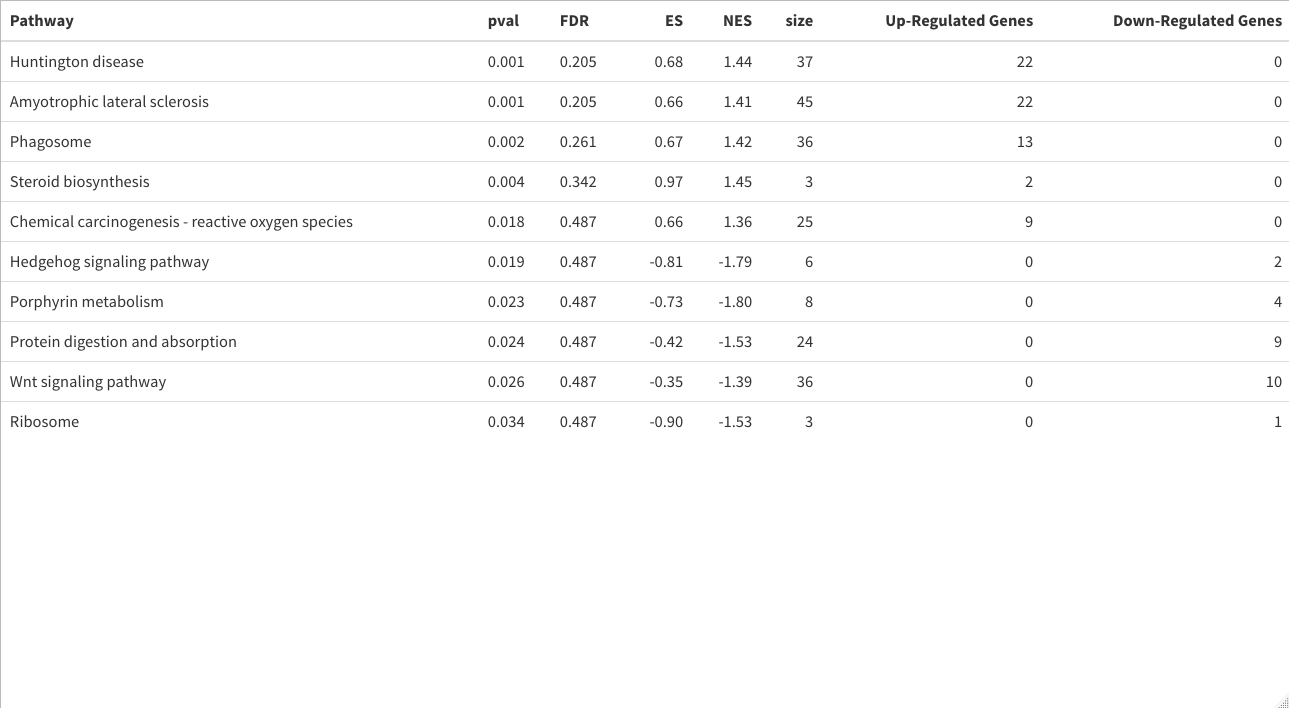 Pathway pval FDR ES NES size Up-Regulated Genes Down-Regulated Genes
Huntington disease 0.001 0.205 0.68 1.44 37 22 0
Amyotrophic lateral sclerosis 0.001 0.205 0.66 1.41 45 22 0
Phagosome 0.002 0.261 0.67 1.42 36 13 0
Steroid biosynthesis 0.004 0.342 0.97 1.45 3 2 0
Chemical carcinogenesis - reactive oxygen species 0.018 0.487 0.66 1.36 25 9 0
Hedgehog signaling pathway 0.019 0.487 -0.81 -1.79 6 0 2
Porphyrin metabolism 0.023 0.487 -0.73 -1.80 8 0 4
Protein digestion and absorption 0.024 0.487 -0.42 -1.53 24 0 9
Wnt signaling pathway 0.026 0.487 -0.35 -1.39 36 0 10
Ribosome 0.034 0.487 -0.90 -1.53 3 0 1